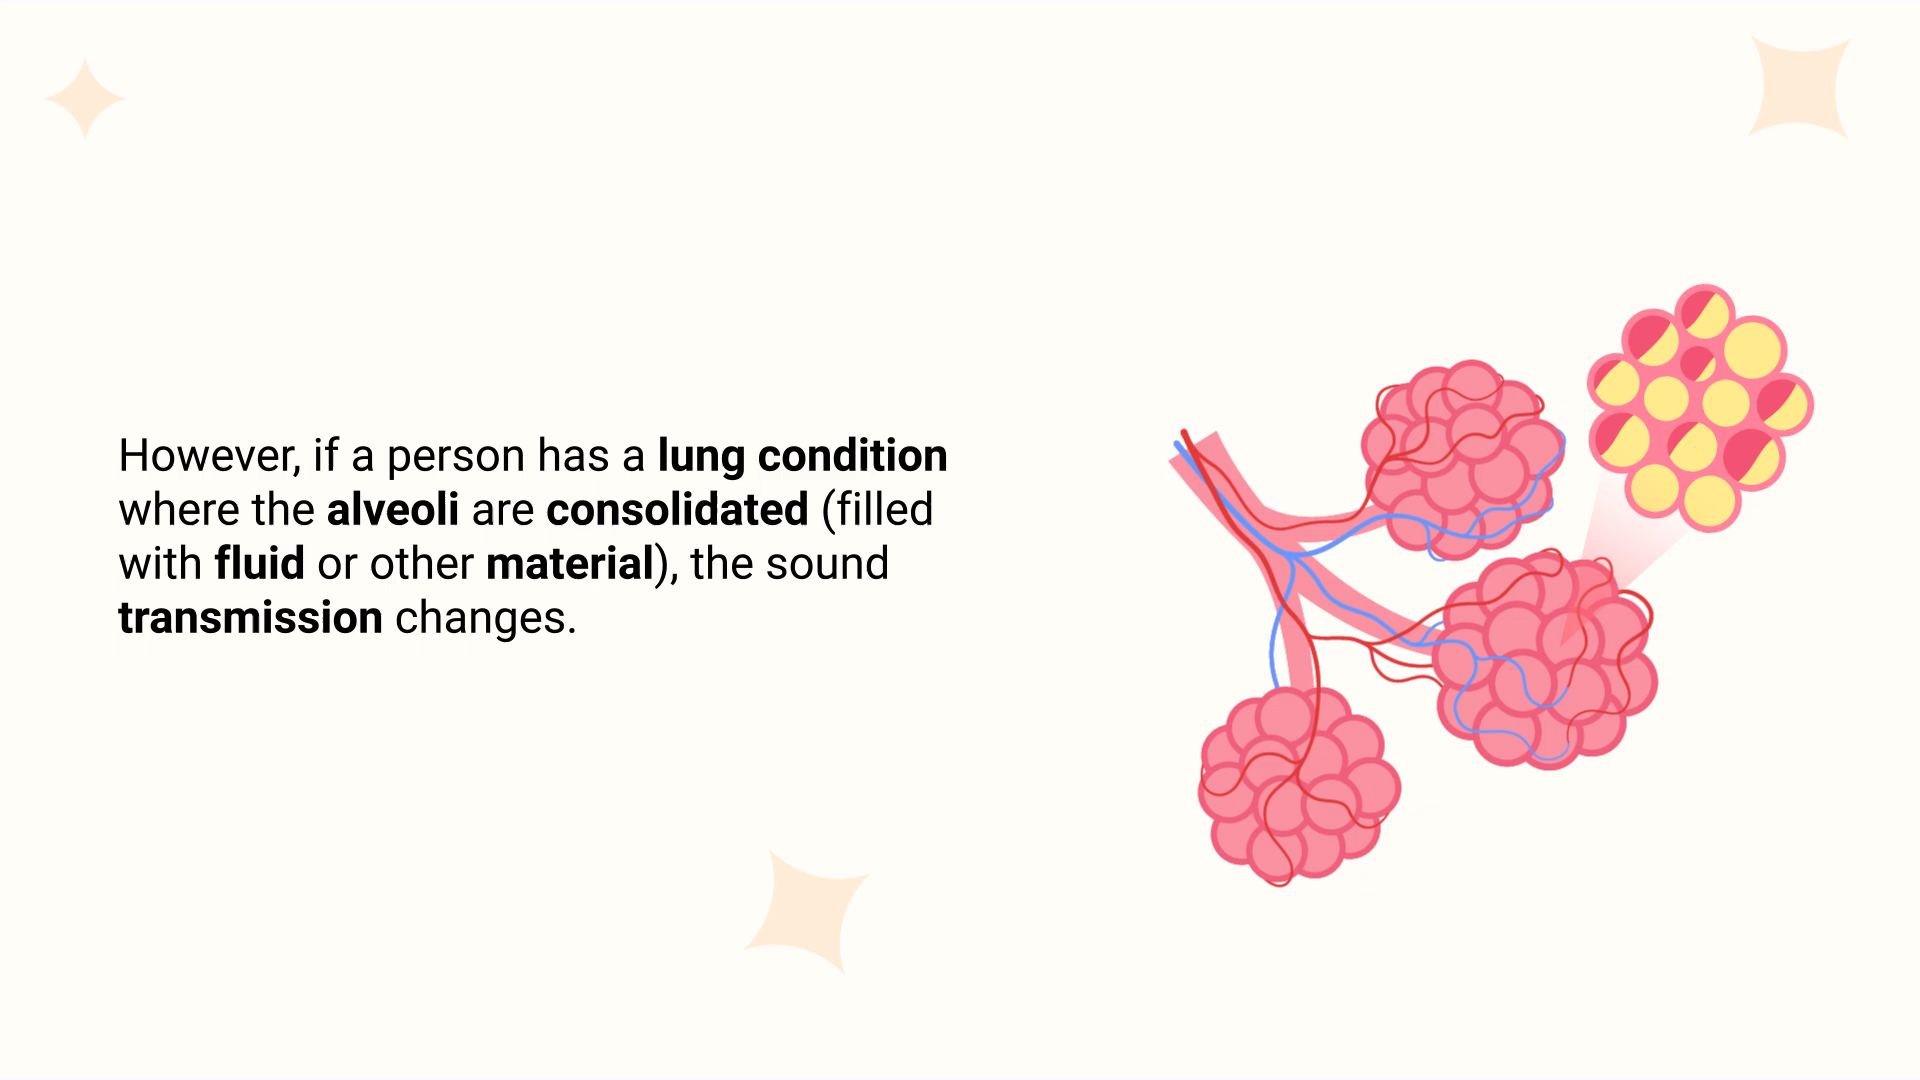 However, if a person has a lung condition
where the alveoli are consolidated (filled
with fluid or other material), the sound
transmission changes.